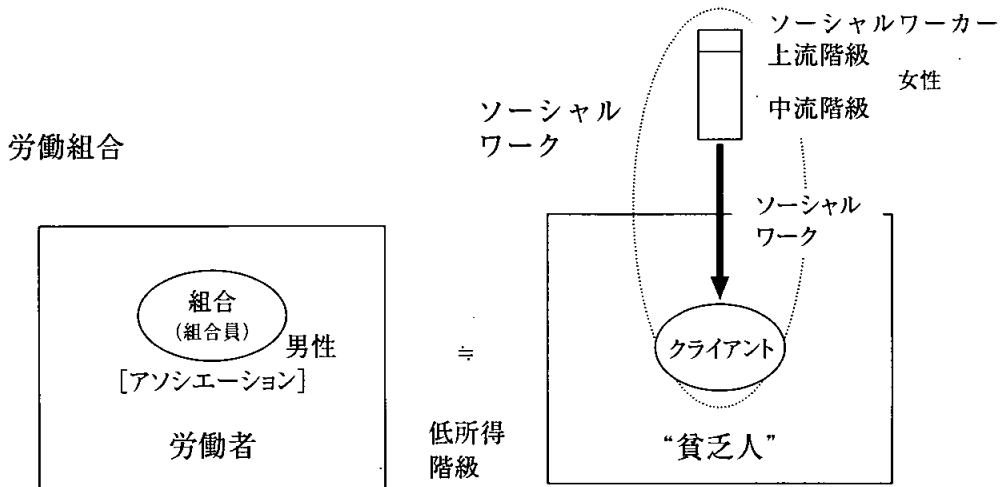 労働組合
組合
(組合員)
男性
[アソシエーション]
労働者
≒
低所得
階級
ソーシャル
ワーク
ソーシャルワーカー
上流階級
女性
中流階級
ソーシャル
ワーク
クライアント
“貧乏人”